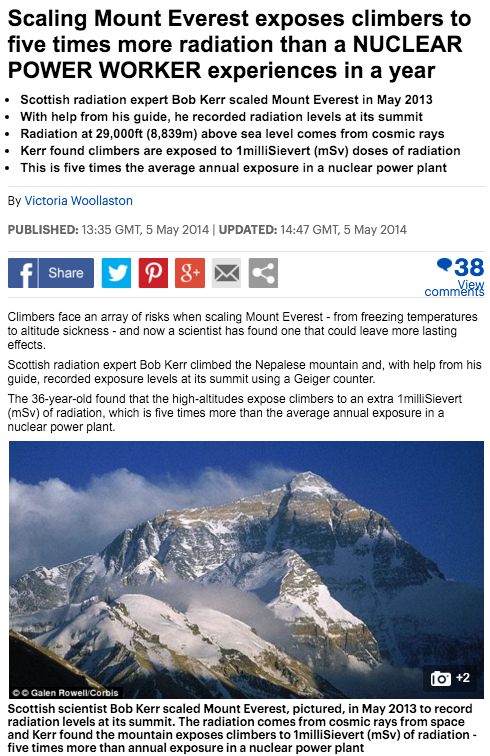 Scaling Mount Everest exposes climbers to
five times more radiation than a NUCLEAR
POWER WORKER experiences in a year
• Scottish radiation expert Bob Kerr scaled Mount Everest in May 2013
• With help from his guide, he recorded radiation levels at its summit
• Radiation at 29,000ft (8,839m) above sea level comes from cosmic rays
• Kerr found climbers are exposed to 1milliSievert (mSv) doses of radiation
• This is five times the average annual exposure in a nuclear power plant
By Victoria Woollaston
PUBLISHED: 13:35 GMT, 5 May 2014 | UPDATED: 14:47 GMT, 5 May 2014
f Share
g+
38
View
comments
Climbers face an array of risks when scaling Mount Everest - from freezing temperatures
to altitude sickness - and now a scientist has found one that could leave more lasting
effects.
Scottish radiation expert Bob Kerr climbed the Nepalese mountain and, with help from his
guide, recorded exposure levels at its summit using a Geiger counter.
The 36-year-old found that the high-altitudes expose climbers to an extra 1milliSievert
(mSv) of radiation, which is five times more than the average annual exposure in a
nuclear power plant.
© © Galen Rowell/Corbis
+2
Scottish scientist Bob Kerr scaled Mount Everest, pictured, in May 2013 to record
radiation levels at its summit. The radiation comes from cosmic rays from space
and Kerr found the mountain exposes climbers to 1milliSievert (mSv) of radiation -
five times more than annual exposure in a nuclear power plant